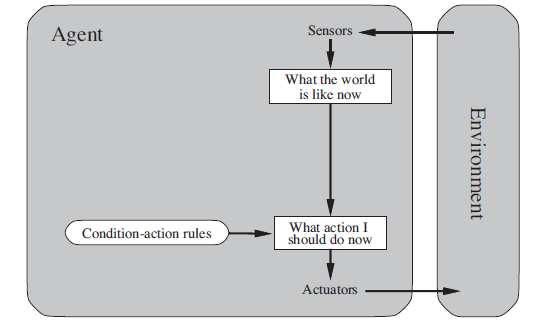 Agent
Sensors
What the world
is like now
Condition-action rules
What action I
should do now
Actuators
Environment